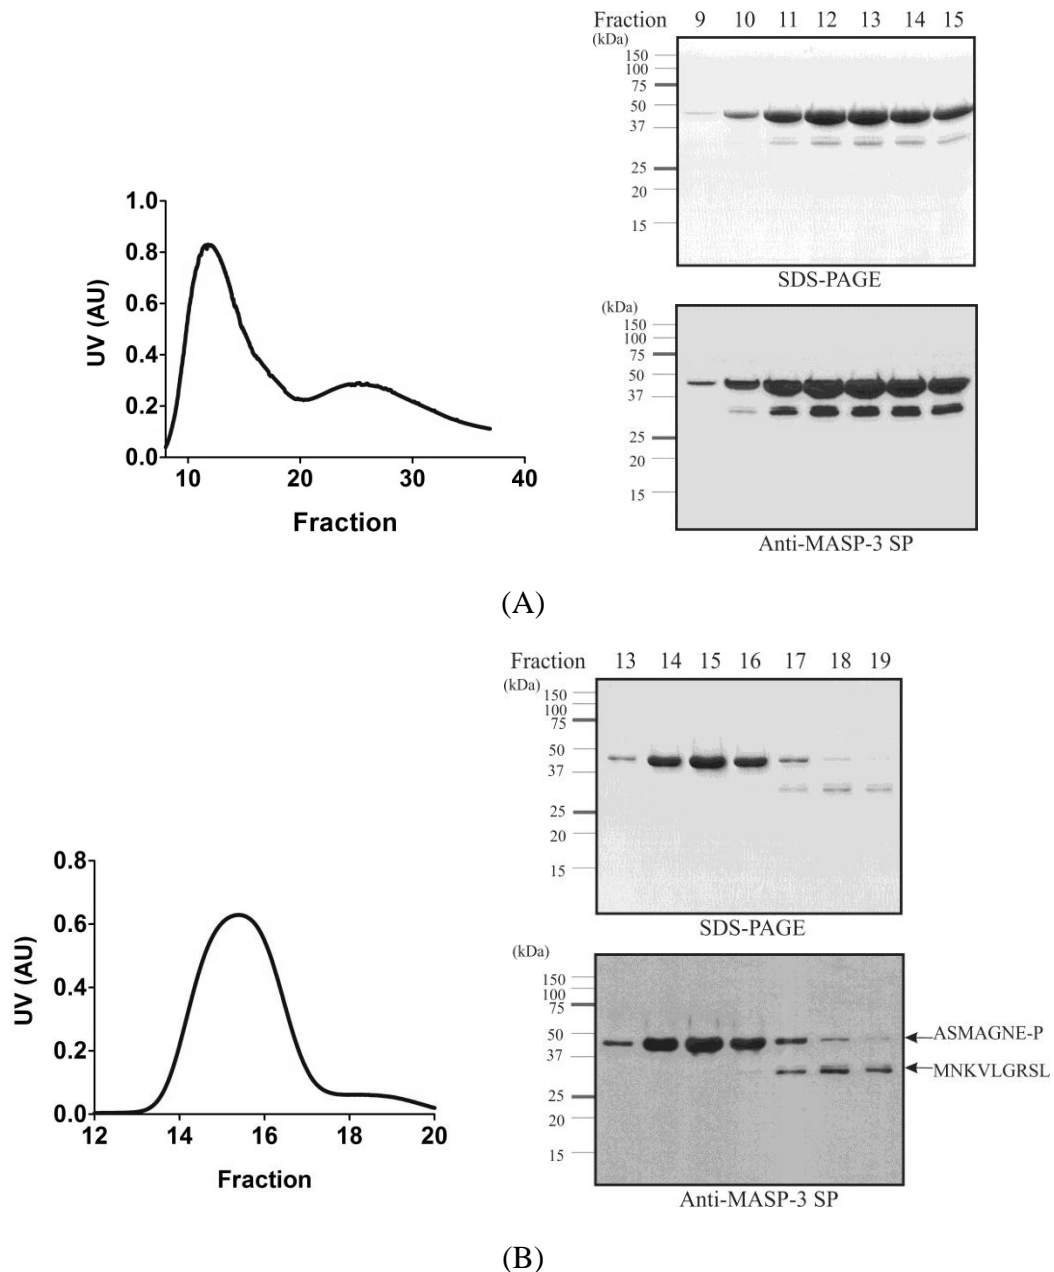 Fraction 9 10 11 12 13 14 15
(kDa)
150
100
75
50
37
25
20
15
SDS-PAGE
1.0
0.8
0.6
0.4
0.2
0.0
UV (AU)
10 20 30 40
Fraction
(kDa)
150
100
75
50
37
25
20
15
Anti-MASP-3 SP
(A)
Fraction 13 14 15 16 17 18 19
(kDa)
150
100
75
50
37
25
20
15
SDS-PAGE
0.8
0.6
0.4
0.2
0.0
UV (AU)
12 14 16 18 20
Fraction
(kDa)
150
100
75
50
37
25
20
15
ASMAGNE-P
MNKVLGRSL
Anti-MASP-3 SP
(B)